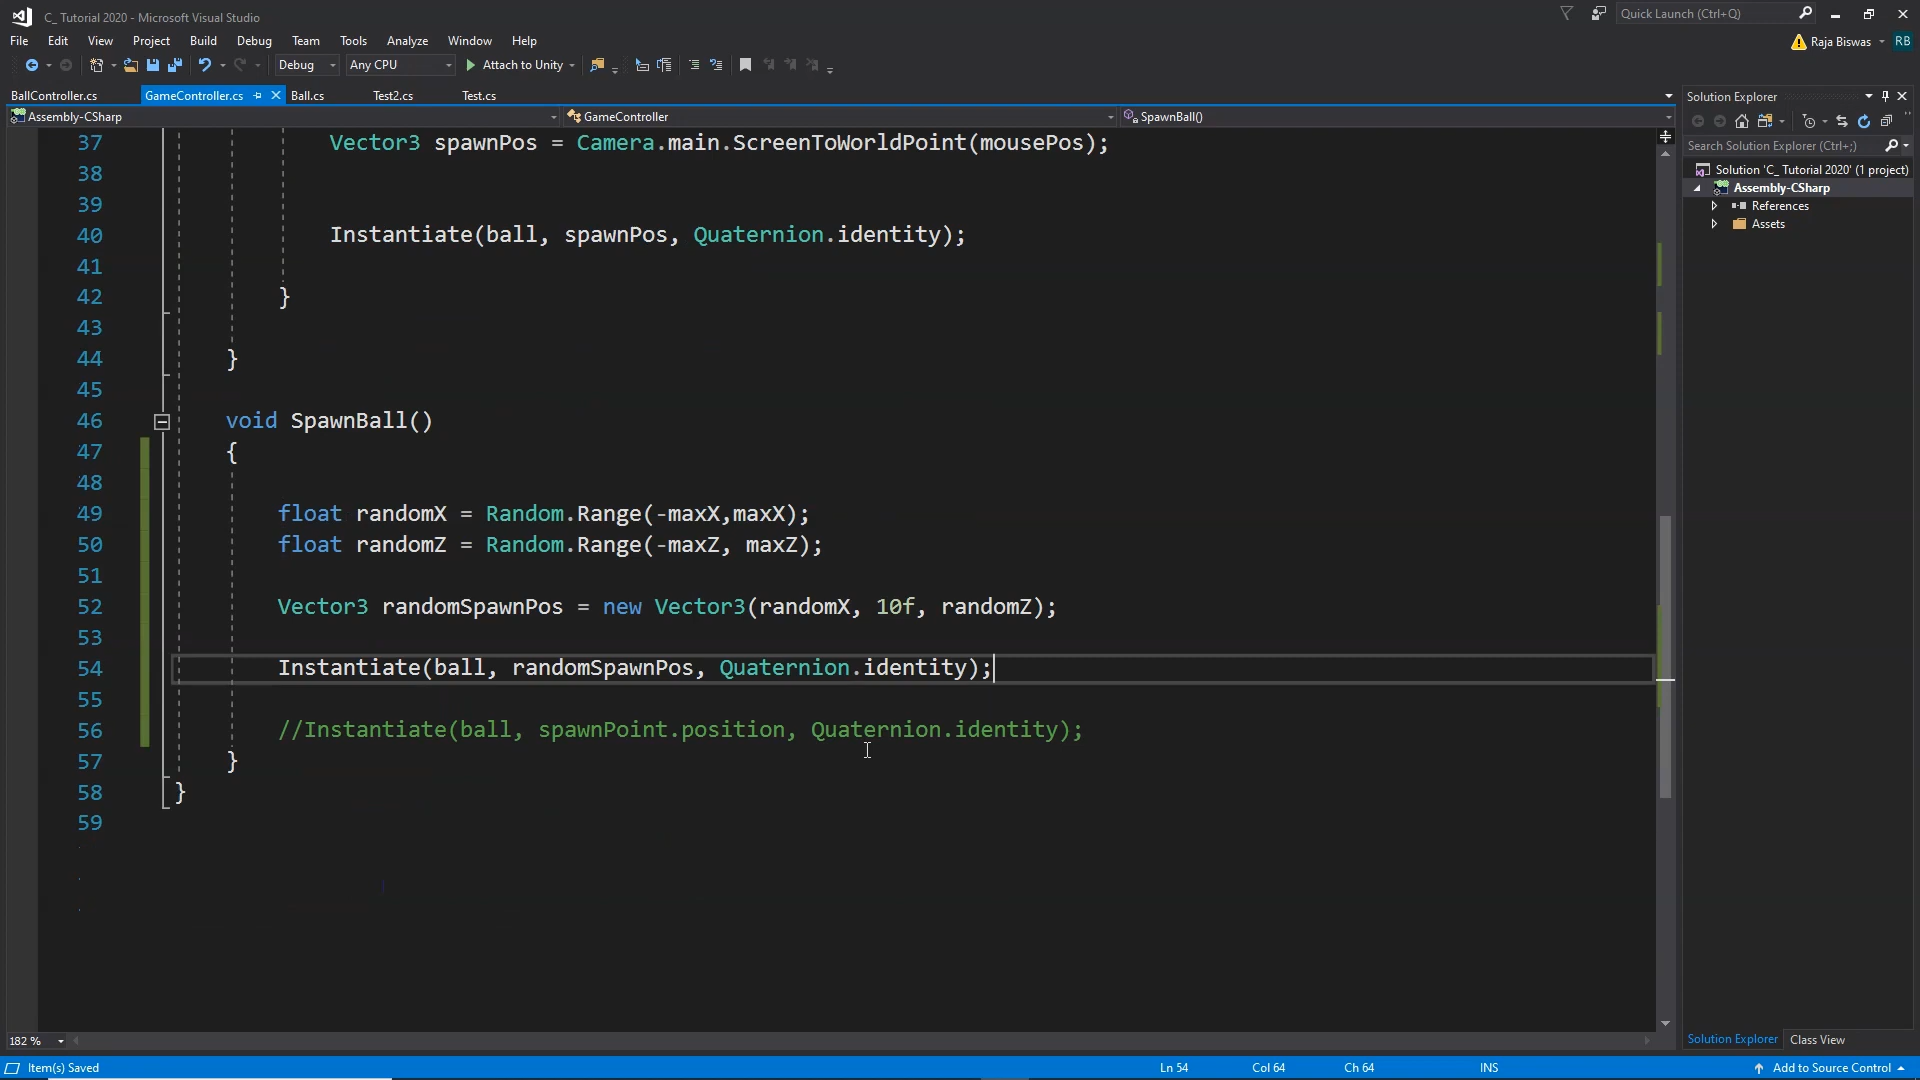 C_ Tutorial 2020 - Microsoft Visual Studio
Quick Launch (Ctrl+Q)
File Edit View Project Build Debug Team Tools Analyze Window Help
Raja Biswas RB
Debug Any CPU Attach to Unity
BallController.cs GameController.cs Ball.cs Test2.cs Test.cs
Assembly-CSharp GameController SpawnBall()
37 Vector3 spawnPos = Camera.main.ScreenToWorldPoint(mousePos);
38
39
40 Instantiate(ball, spawnPos, Quaternion.identity);
41
42 }
43
44 }
45
46 void SpawnBall()
47 {
48
49 float randomX = Random.Range(-maxX,maxX);
50 float randomZ = Random.Range(-maxZ, maxZ);
51
52 Vector3 randomSpawnPos = new Vector3(randomX, 10f, randomZ);
53
54 Instantiate(ball, randomSpawnPos, Quaternion.identity);
55
56 //Instantiate(ball, spawnPoint.position, Quaternion.identity);
57 }
58 }
59
182 %
Solution Explorer
Search Solution Explorer (Ctrl+;)
Solution 'C_ Tutorial 2020' (1 project)
Assembly-CSharp
References
Assets
Solution Explorer Class View
Item(s) Saved Ln 54 Col 64 Ch 64 INS Add to Source Control